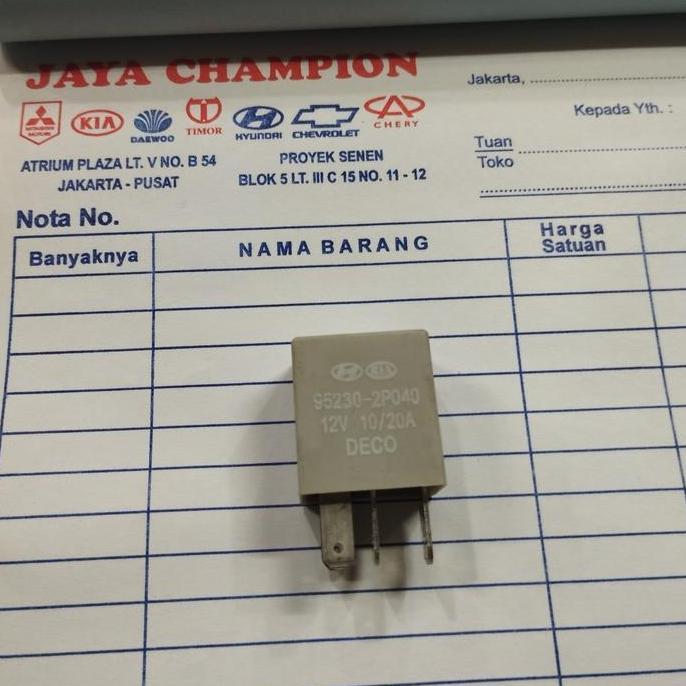 JAYA CHAMPION
MITSUBISHI
MOTORS
KIA
DAEWOO
TIMOR
HYUNDAI
CHEVROLET
CHERY
ATRIUM PLAZA LT. V NO. B 54
JAKARTA - PUSAT
PROYEK SENEN
BLOK 5 LT. III C 15 NO. 11 - 12
Jakarta, ....................
Kepada Yth. :
Tuan
Toko
Nota No.
Banyaknya
NAMA BARANG
Harga
Satuan
KIA
95230-2P040
12V 10/20A
DECO